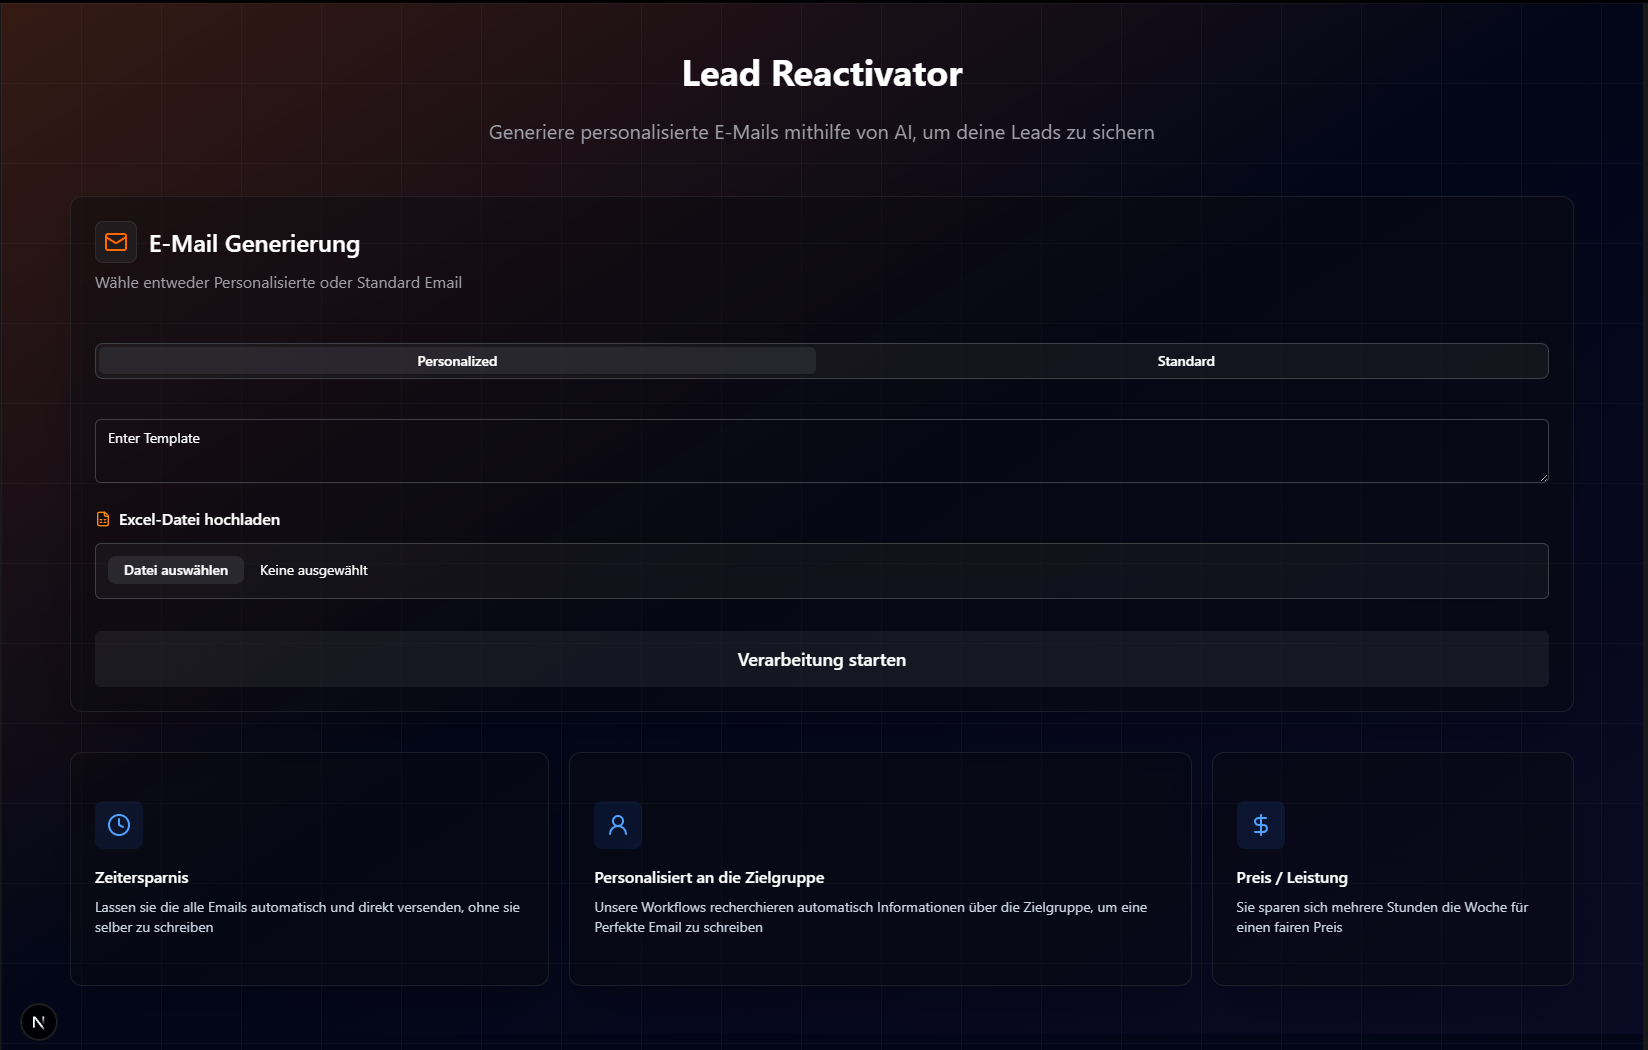 Lead Reactivator
Generiere personalisierte E-Mails mithilfe von AI, um deine Leads zu sichern
E-Mail Generierung
Wähle entweder Personalisierte oder Standard Email
Personalized
Standard
Enter Template
Excel-Datei hochladen
Datei auswählen
Keine ausgewählt
Verarbeitung starten
Zeitersparnis
Lassen sie die alle Emails automatisch und direkt versenden, ohne sie
selber zu schreiben
Personalisiert an die Zielgruppe
Unsere Workflows recherchieren automatisch Informationen über die Zielgruppe, um eine
Perfekte Email zu schreiben
Preis / Leistung
Sie sparen sich mehrere Stunden die Woche für
einen fairen Preis
N